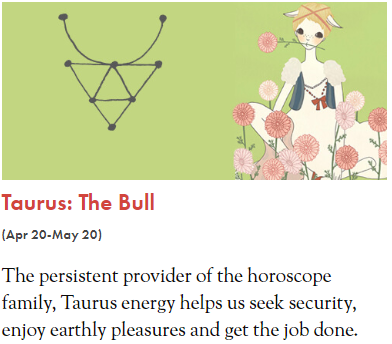 Taurus: The Bull
(Apr 20-May 20)
The persistent provider of the horoscope
family, Taurus energy helps us seek security,
enjoy earthly pleasures and get the job done.